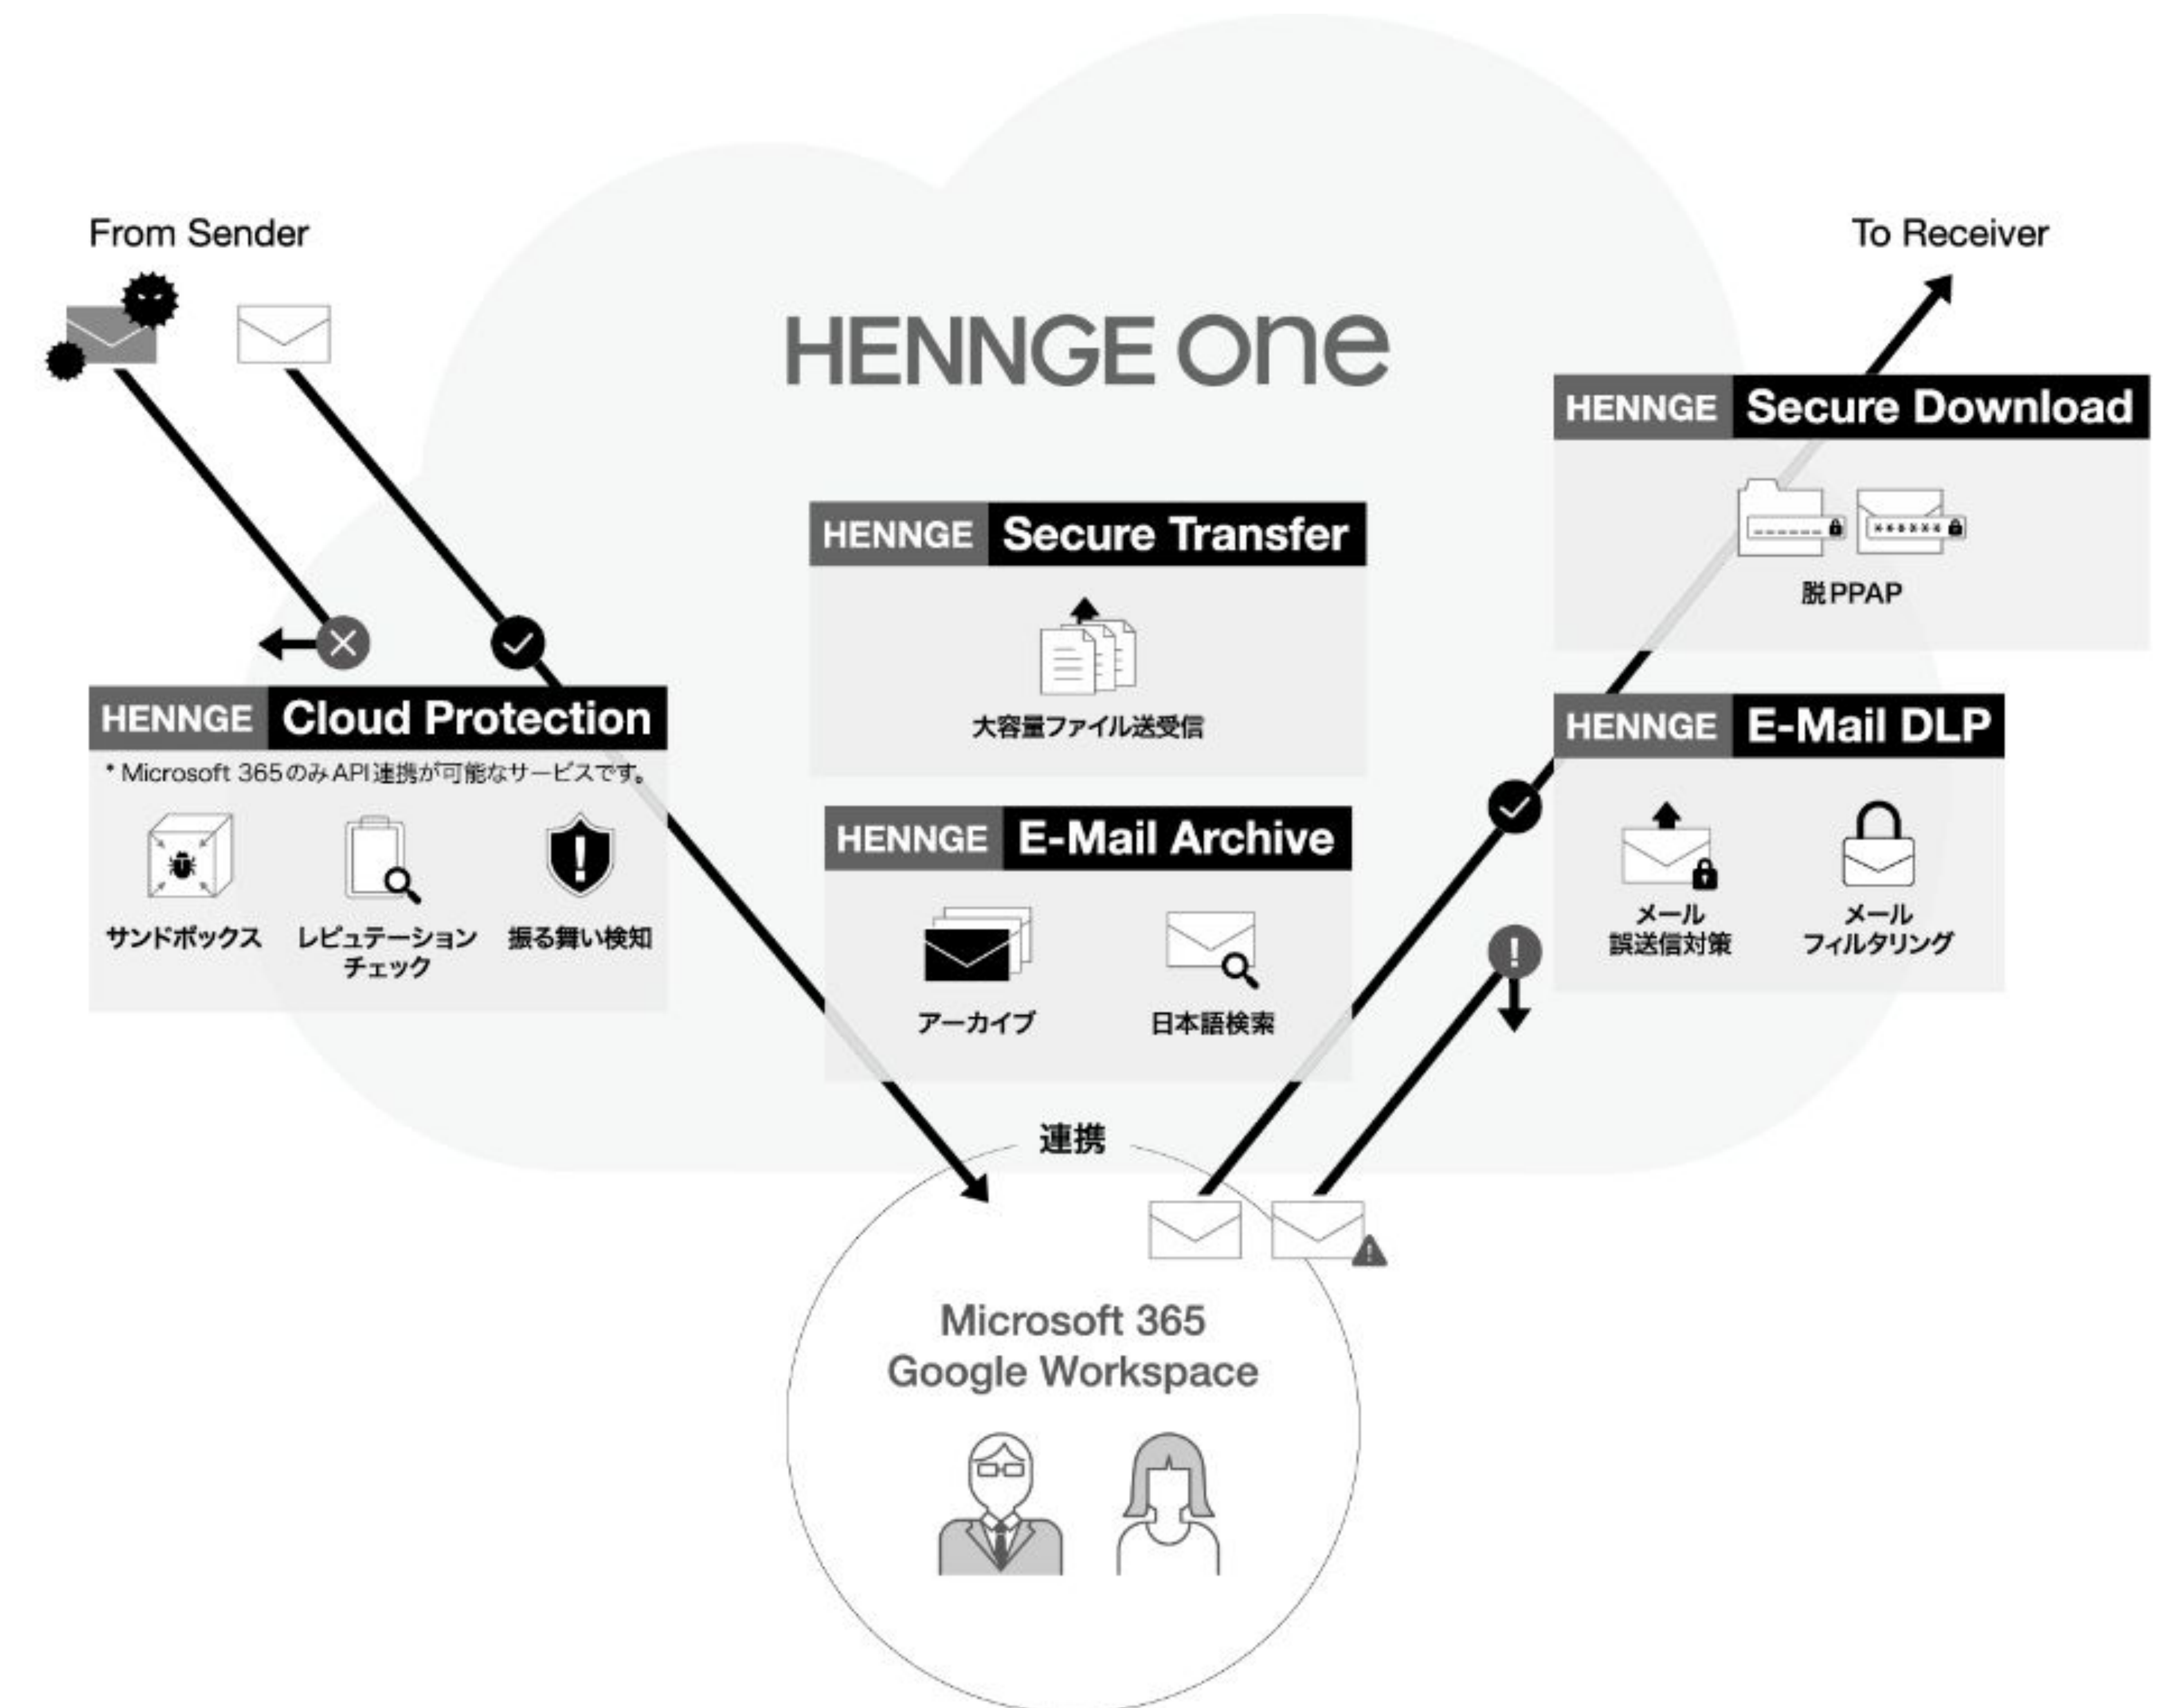 From Sender
To Receiver
HENNGE one
HENNGE Secure Download
脱PPAP
HENNGE Secure Transfer
大容量ファイル送受信
HENNGE Cloud Protection
* Microsoft 365のみAPI連携が可能なサービスです。
サンドボックス
レピュテーション
チェック
振る舞い検知
HENNGE E-Mail DLP
メール
誤送信対策
メール
フィルタリング
HENNGE E-Mail Archive
アーカイブ
日本語検索
連携
Microsoft 365
Google Workspace